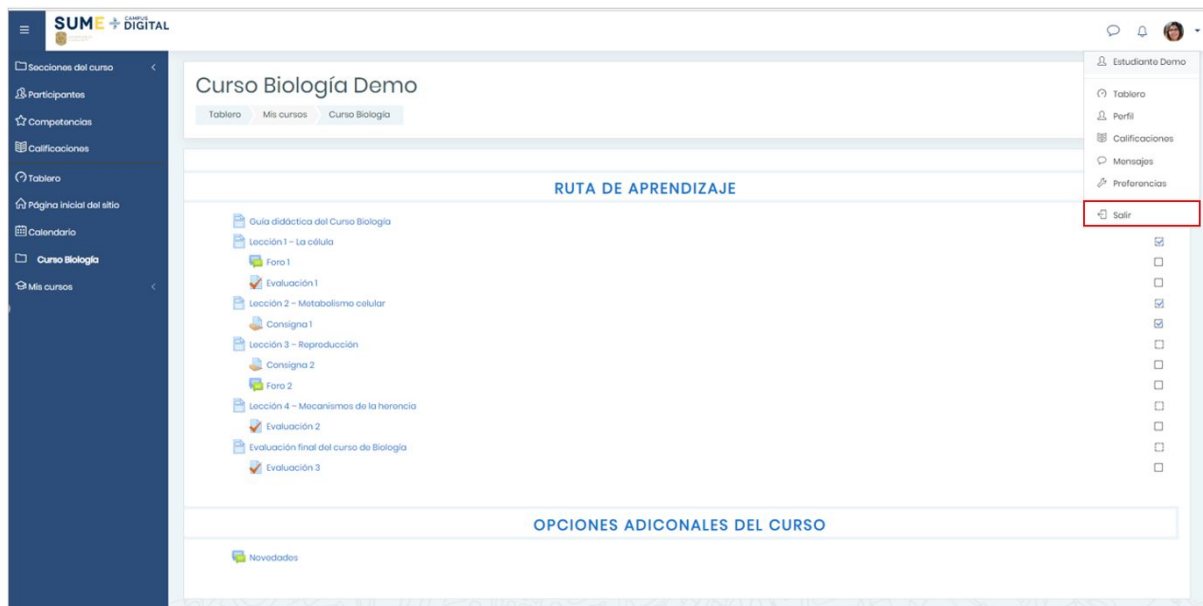 SUME + CAMPUS DIGITAL
Secciones del curso
Participantes
Competencias
Calificaciones
Tablero
Página inicial del sitio
Calendario
Curso Biología
Mis cursos
Curso Biología Demo
Tablero Mis cursos Curso Biología
Estudiante Demo
Tablero
Perfil
Calificaciones
Mensajes
Preferencias
Salir
RUTA DE APRENDIZAJE
Guía didáctica del Curso Biología
Lección 1 - La célula
Foro 1
Evaluación 1
Lección 2 - Metabolismo celular
Consigna 1
Lección 3 - Reproducción
Consigna 2
Foro 2
Lección 4 - Mecanismos de la herencia
Evaluación 2
Evaluación final del curso de Biología
Evaluación 3
OPCIONES ADICONALES DEL CURSO
Novedades